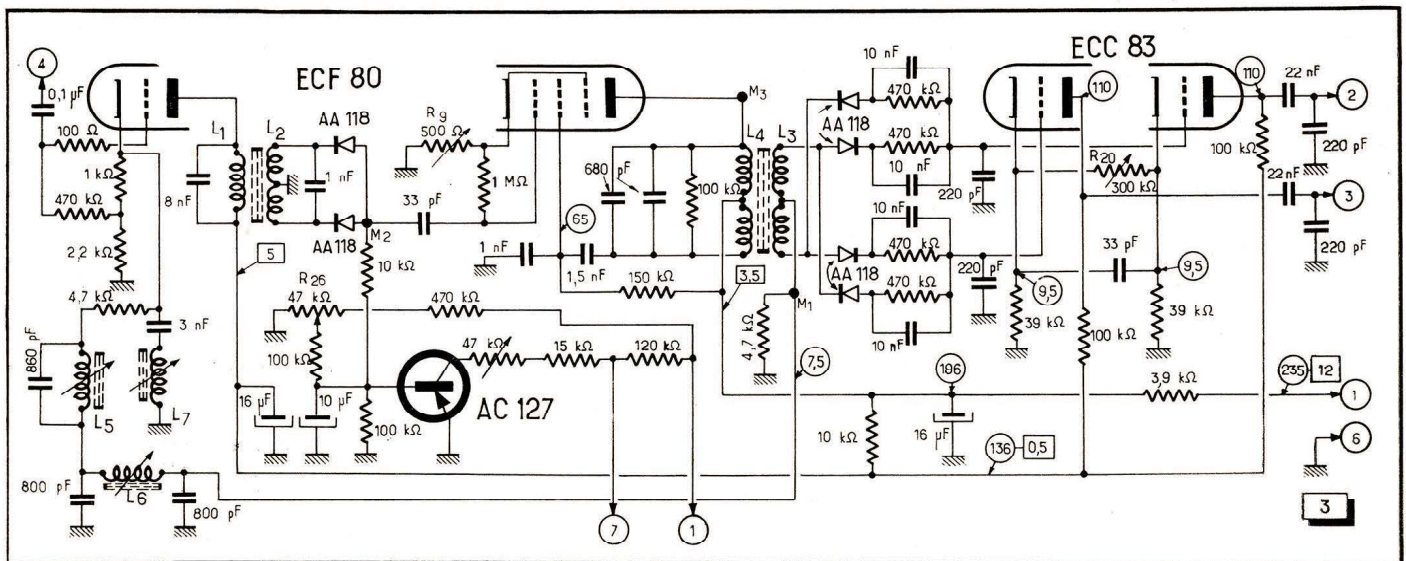 4
0,1 µF
100 Ω
1 kΩ
470 kΩ
2,2 kΩ
4,7 kΩ
860 pF
3 nF
L5
L7
800 pF
L6
800 pF
ECF 80
L1
L2
8 nF
AA 118
1 nF
AA 118
M2
R9
500 Ω
1 MΩ
33 pF
5
10 kΩ
R26
47 kΩ
470 kΩ
100 kΩ
16 µF
10 µF
100 kΩ
AC 127
47 kΩ
15 kΩ
120 kΩ
7
1
65
1 nF
1,5 nF
150 kΩ
680 pF
100 kΩ
M3
L4
L3
3,5
4,7 kΩ
M1
7,5
10 nF
470 kΩ
AA 118
470 kΩ
10 nF
220 pF
10 nF
470 kΩ
AA 118
470 kΩ
220 pF
10 nF
ECC 83
110
110
22 nF
2
220 pF
100 kΩ
R20
300 kΩ
22 nF
3
220 pF
33 pF
9,5
9,5
39 kΩ
100 kΩ
39 kΩ
196
10 kΩ
16 µF
3,9 kΩ
235
12
1
136
0,5
6
3